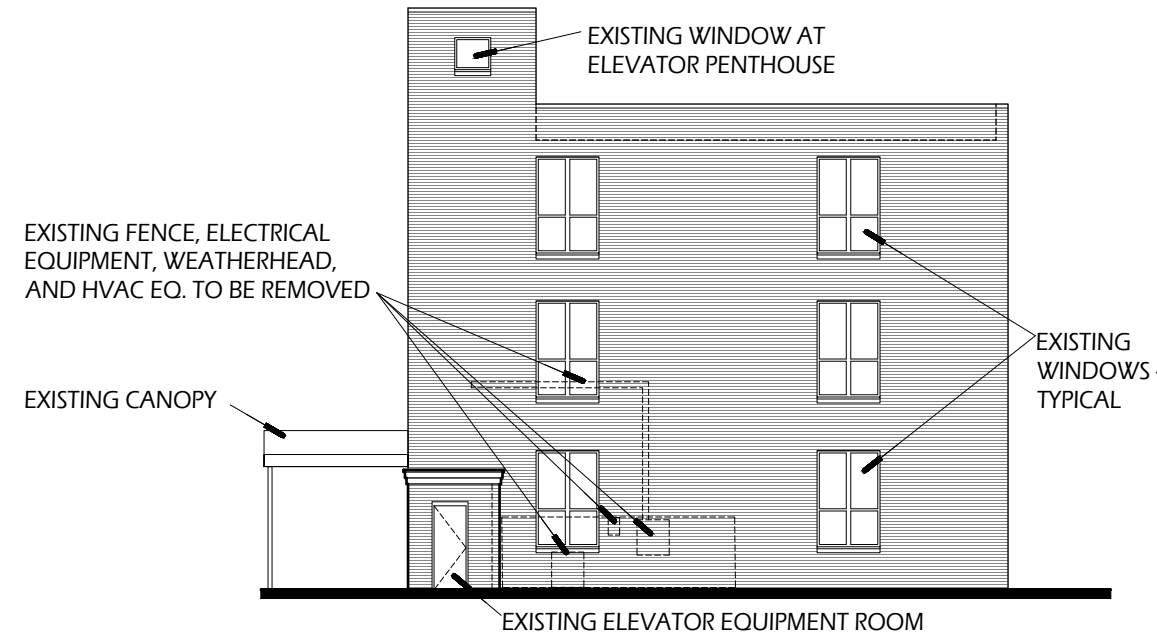 EXISTING WINDOW AT
ELEVATOR PENTHOUSE
EXISTING FENCE, ELECTRICAL
EQUIPMENT, WEATHERHEAD,
AND HVAC EQ. TO BE REMOVED
EXISTING
WINDOWS -
TYPICAL
EXISTING CANOPY
EXISTING ELEVATOR EQUIPMENT ROOM